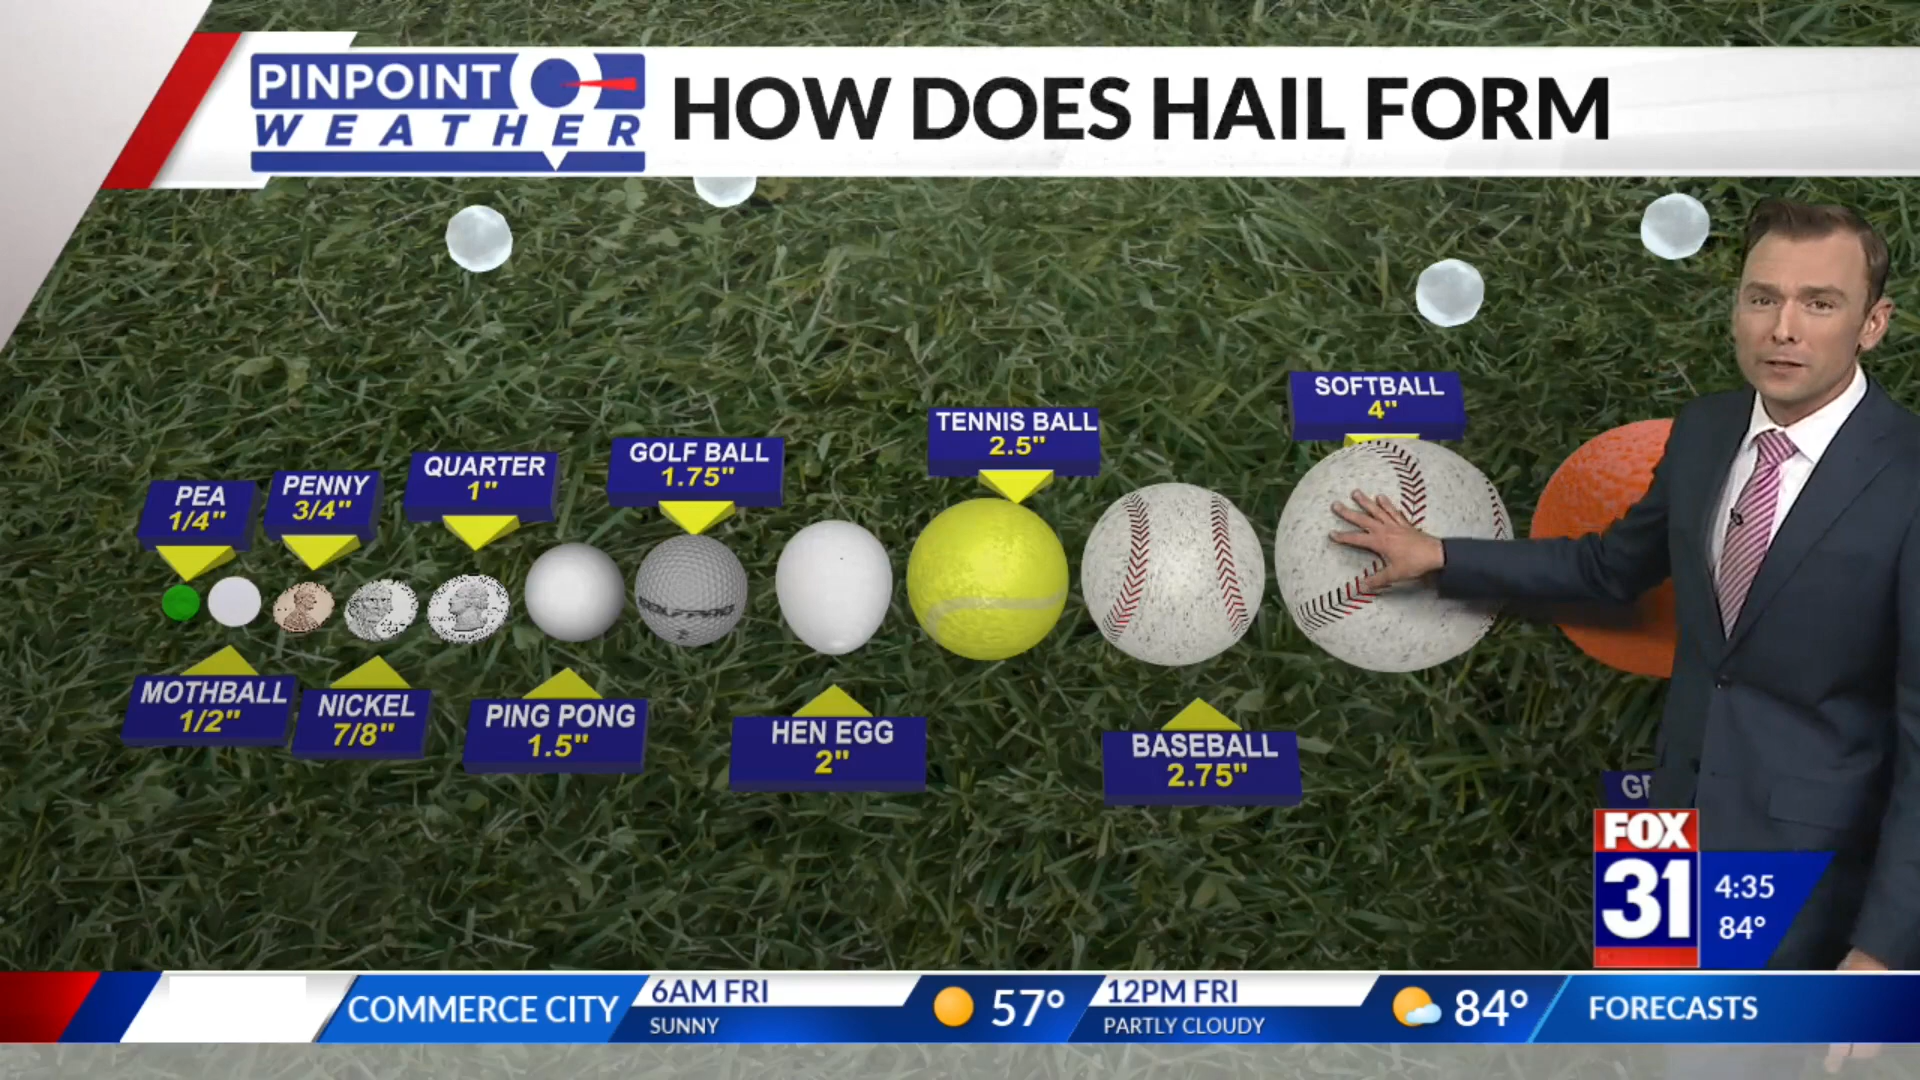 PINPOINT
WEATHER
HOW DOES HAIL FORM
PEA
1/4"
PENNY
3/4"
QUARTER
1"
GOLF BALL
1.75"
TENNIS BALL
2.5"
SOFTBALL
4"
MOTHBALL
1/2"
NICKEL
7/8"
PING PONG
1.5"
HEN EGG
2"
BASEBALL
2.75"
FOX
31
4:35
84°
COMMERCE CITY
6AM FRI
SUNNY
57°
12PM FRI
PARTLY CLOUDY
84°
FORECASTS